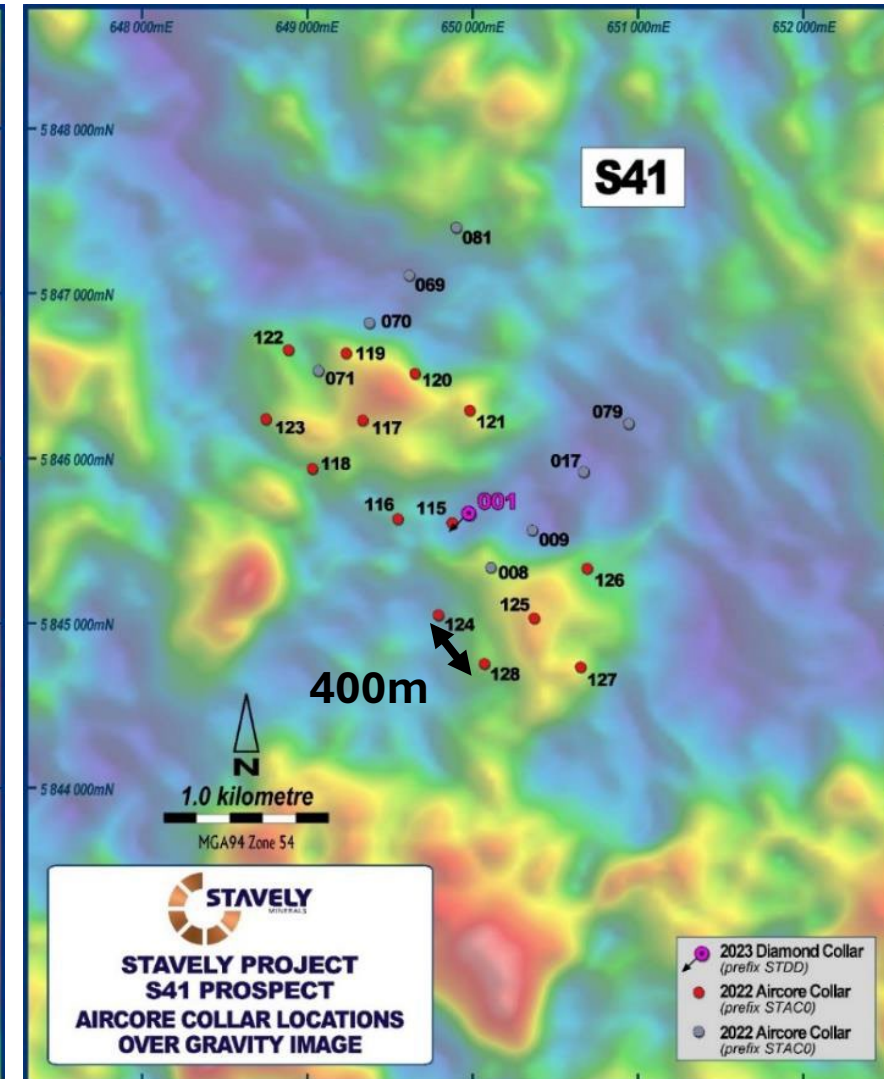 648 000mE
649 000mE
650 000mE
651 000mE
652 000mE
5 848 000mN
S41
081
5 847 000mN
069
070
122
119
071
120
079
123
117
121
5 846 000mN
118
017
116
115
001
009
008
126
125
5 845 000mN
124
400m
128
127
N
5 844 000mN
1.0 kilometre
MGA94 Zone 54
STAVELY
MINERALS
STAVELY PROJECT
S41 PROSPECT
AIRCORE COLLAR LOCATIONS
OVER GRAVITY IMAGE
2023 Diamond Collar
(prefix STDD)
2022 Aircore Collar
(prefix STAC0)
2022 Aircore Collar
(prefix STAC0)